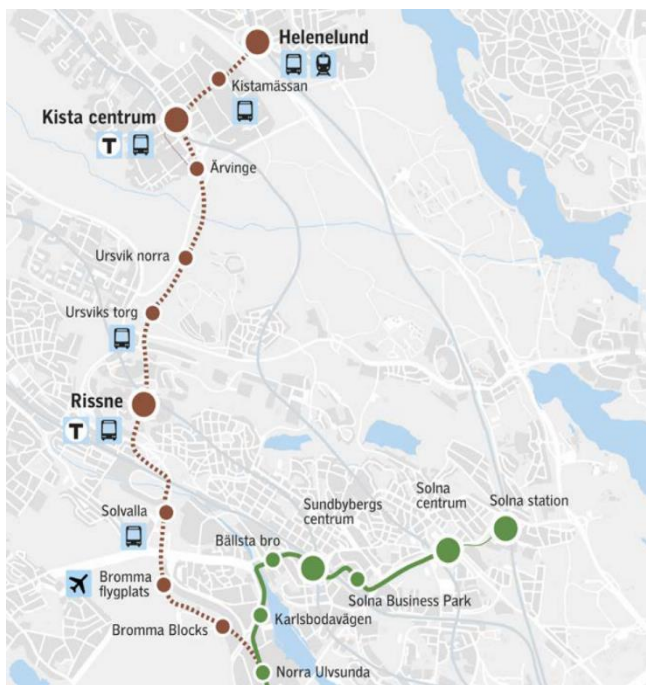 Helenelund
Kistamässan
Kista centrum
T
Ärvinge
Ursvik norra
Ursviks torg
Rissne
T
Solvalla
Bromma
flygplats
Bromma Blocks
Sundbybergs
centrum
Solna
centrum
Solna station
Bällsta bro
Solna Business Park
Karlsbodavägen
Norra Ulvsunda